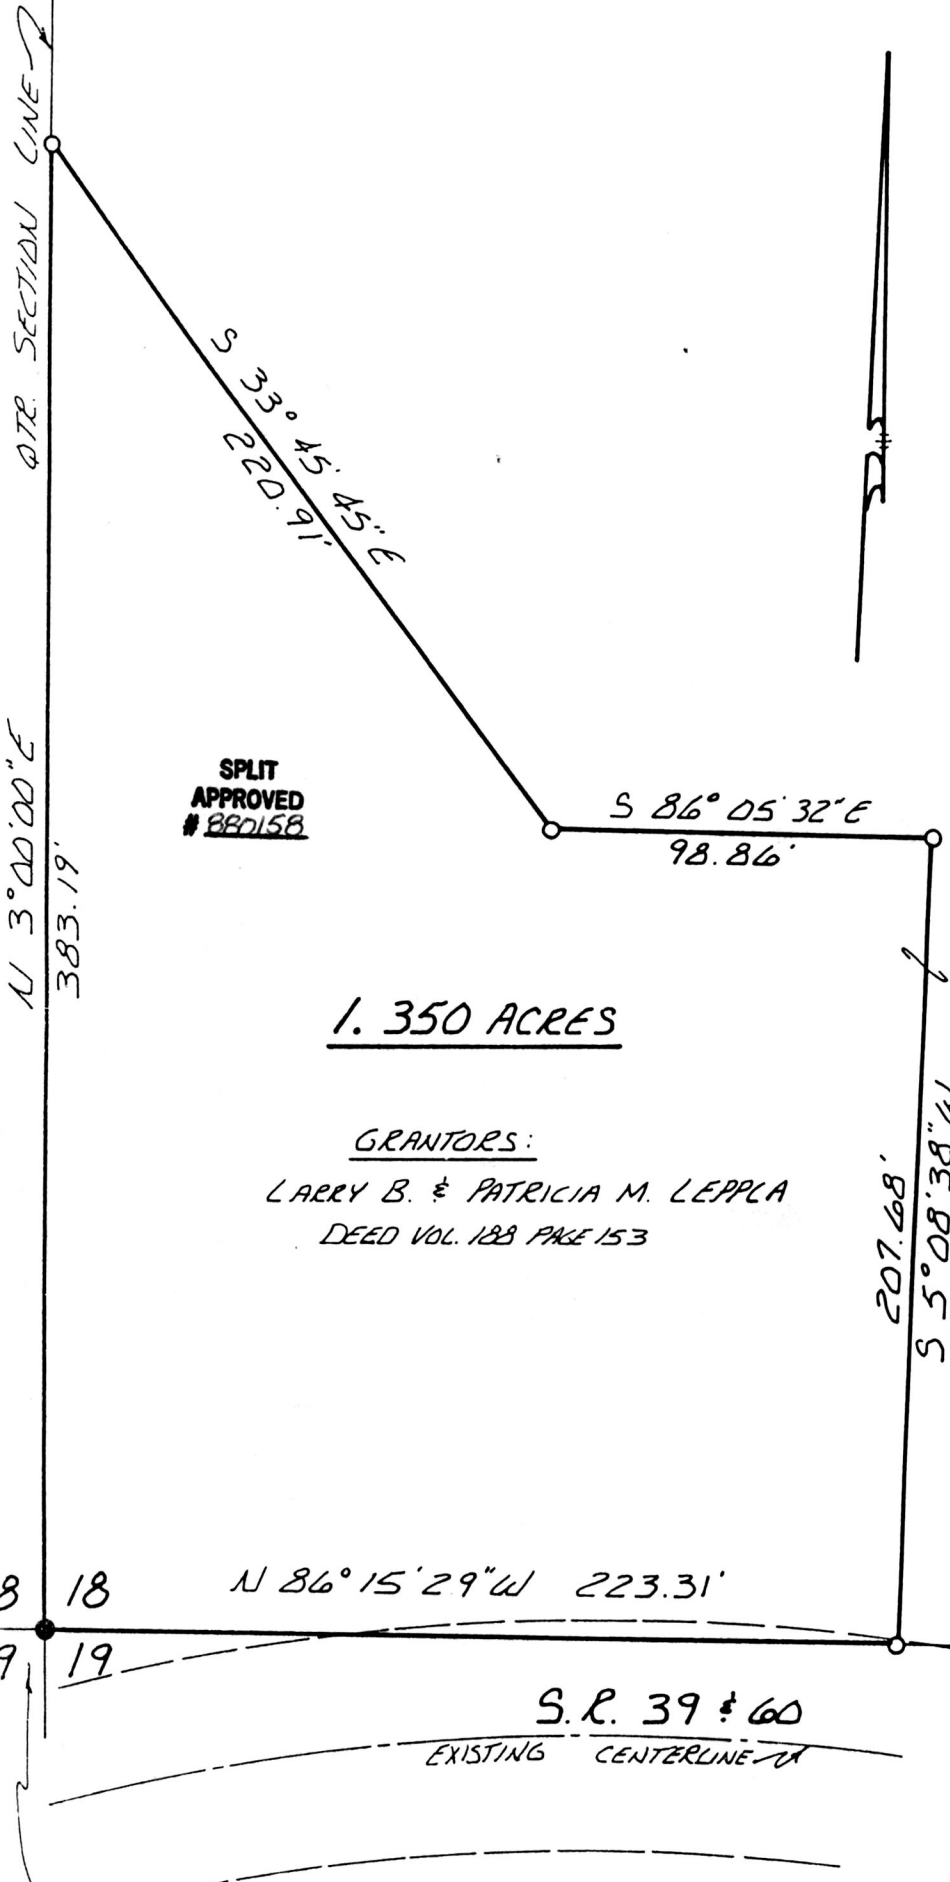 QTR. SECTION LINE
S 33° 45' 45" E
220.91'
N 3° 00' 00" E
383.19'
SPLIT
APPROVED
# 880158
S 86° 05' 32" E
98.86'
1.350 ACRES
GRANTORS:
LARRY B. & PATRICIA M. LEPPLA
DEED VOL. 188 PAGE 153
207.68'
S 5° 08' 38" W
N 86° 15' 29" W 223.31'
8 18
9 19
S.R. 39 & 60
EXISTING CENTERLINE